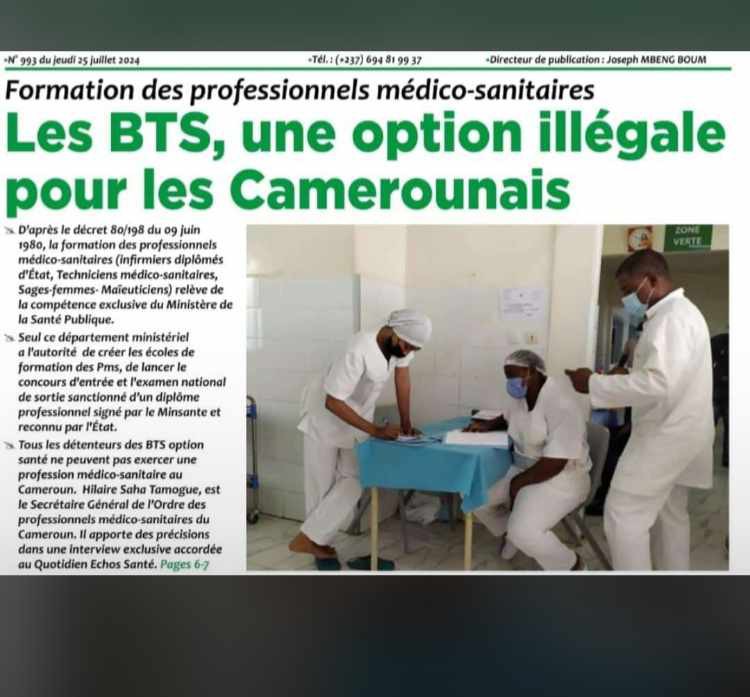 •N° 993 du jeudi 25 juillet 2024 •Tél. : (+237) 694 81 99 37 •Directeur de publication : Joseph MBENG BOUM
Formation des professionnels médico-sanitaires
Les BTS, une option illégale
pour les Camerounais
D'après le décret 80/198 du 09 juin
1980, la formation des professionnels
médico-sanitaires (infirmiers diplômés
d'État, Techniciens médico-sanitaires,
Sages-femmes- Maïeuticiens) relève de
la compétence exclusive du Ministère de
la Santé Publique.
Seul ce département ministériel
a l'autorité de créer les écoles de
formation des Pms, de lancer le
concours d'entrée et l'examen national
de sortie sanctionné d'un diplôme
professionnel signé par le Minsante et
reconnu par l'État.
Tous les détenteurs des BTS option
santé ne peuvent pas exercer une
profession médico-sanitaire au
Cameroun. Hilaire Saha Tamogue, est
le Secrétaire Général de l'Ordre des
professionnels médico-sanitaires du
Cameroun. Il apporte des précisions
dans une interview exclusive accordée
au Quotidien Echos Santé. Pages 6-7
ZONE
VERTE